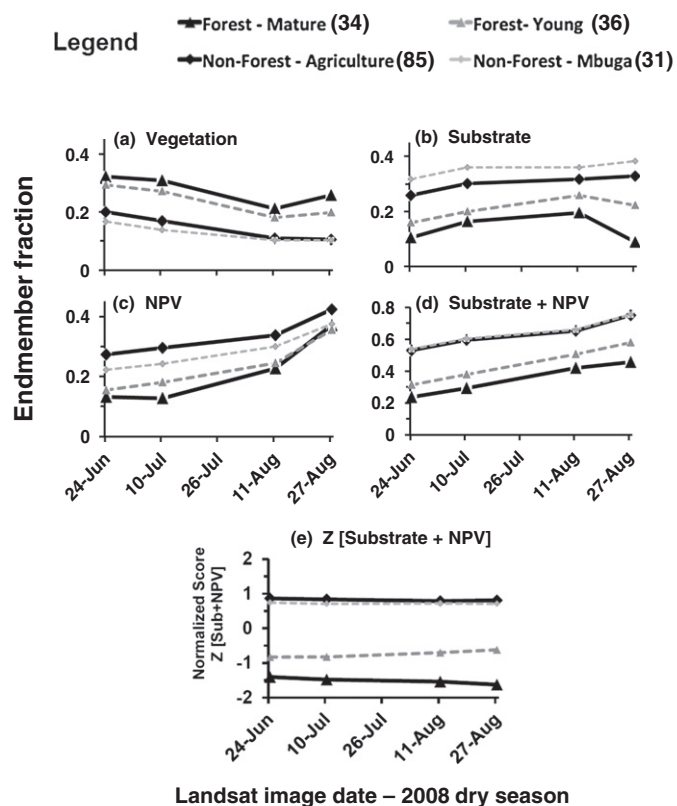 Legend
Forest - Mature (34)
Forest- Young (36)
Non-Forest - Agriculture (85)
Non-Forest - Mbuga (31)
(a) Vegetation
0.4
0.2
0
(b) Substrate
0.4
0.2
0
Endmember fraction
(c) NPV
0.4
0.2
0
24-Jun
10-Jul
26-Jul
11-Aug
27-Aug
(d) Substrate + NPV
0.8
0.6
0.4
0.2
0
24-Jun
10-Jul
26-Jul
11-Aug
27-Aug
(e) Z [Substrate + NPV]
Normalized Score
Z [Sub+NPV]
2
1
0
-1
-2
24-Jun
10-Jul
26-Jul
11-Aug
27-Aug
Landsat image date – 2008 dry season